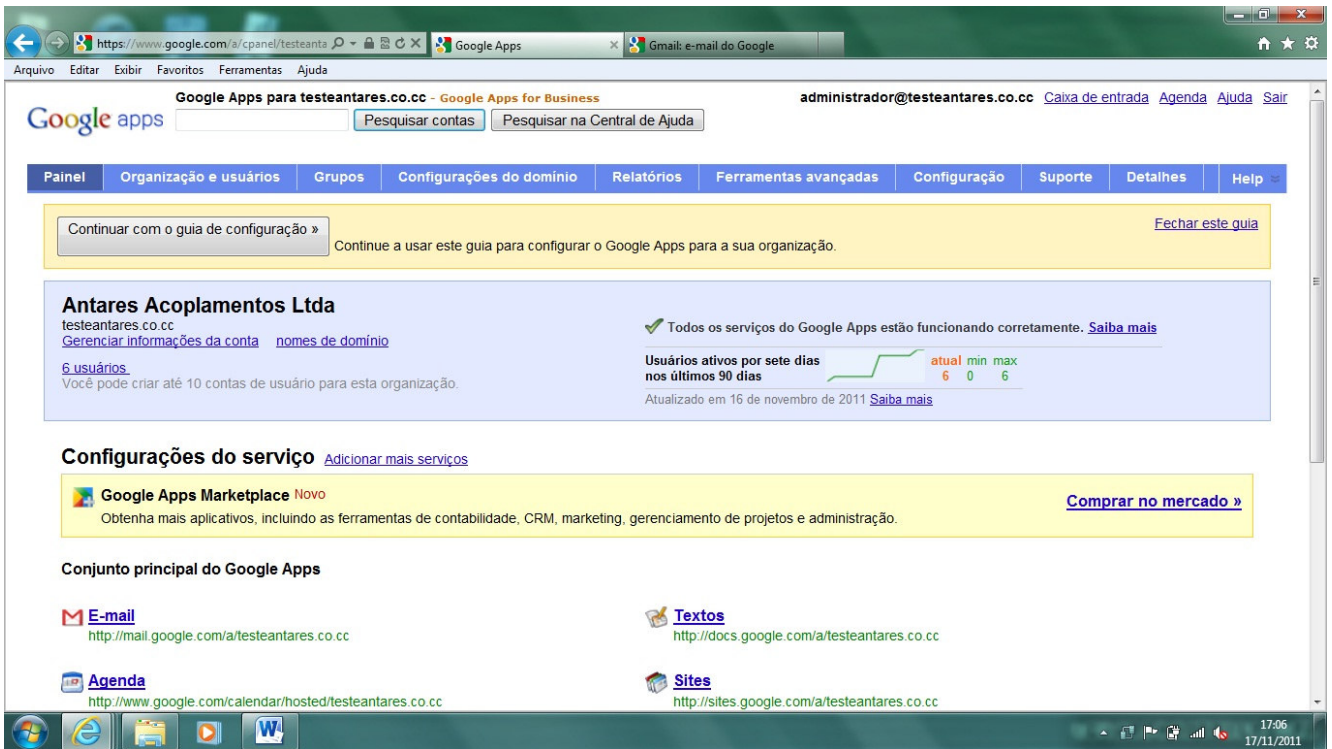 https://www.google.com/a/cpanel/testeanta
Google Apps
Gmail: e-mail do Google
Arquivo Editar Exibir Favoritos Ferramentas Ajuda
Google Apps para testeantares.co.cc - Google Apps for Business
administrador@testeantares.co.cc Caixa de entrada Agenda Ajuda Sair
Google apps
Pesquisar contas Pesquisar na Central de Ajuda
Painel Organização e usuários Grupos Configurações do domínio Relatórios Ferramentas avançadas Configuração Suporte Detalhes Help
Continuar com o guia de configuração »
Continue a usar este guia para configurar o Google Apps para a sua organização.
Fechar este guia
Antares Acoplamentos Ltda
testeantares.co.cc
Gerenciar informações da conta nomes de domínio
6 usuários
Você pode criar até 10 contas de usuário para esta organização.
Todos os serviços do Google Apps estão funcionando corretamente. Saiba mais
Usuários ativos por sete dias
nos últimos 90 dias
atual min max
6 0 6
Atualizado em 16 de novembro de 2011 Saiba mais
Configurações do serviço Adicionar mais serviços
Google Apps Marketplace Novo
Obtenha mais aplicativos, incluindo as ferramentas de contabilidade, CRM, marketing, gerenciamento de projetos e administração.
Comprar no mercado »
Conjunto principal do Google Apps
E-mail
http://mail.google.com/a/testeantares.co.cc
Textos
http://docs.google.com/a/testeantares.co.cc
Agenda
http://www.google.com/calendar/hosted/testeantares.co.cc
Sites
http://sites.google.com/a/testeantares.co.cc
17:06
17/11/2011